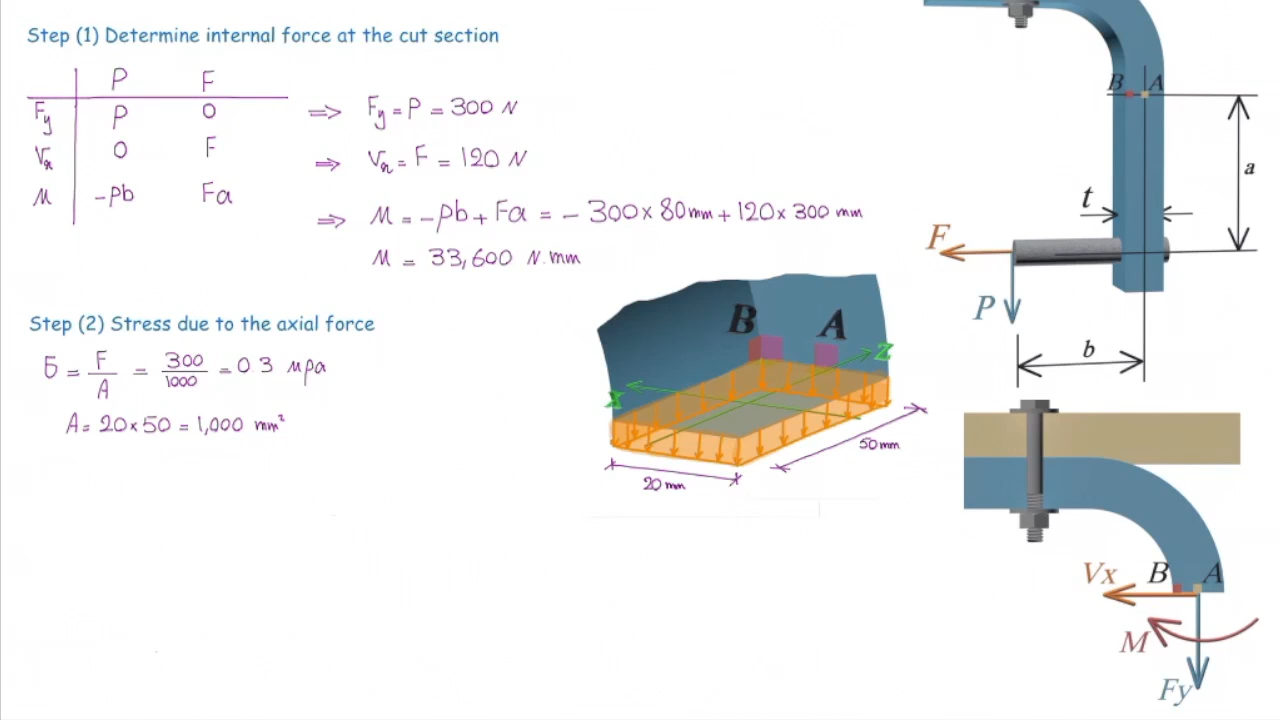 Step (1) Determine internal force at the cut section
P F
Fy P 0 ⇒ Fy = P = 300 N
Vx 0 F ⇒ Vx = F = 120 N
M -Pb Fa ⇒ M = -Pb + Fa = - 300 x 80 mm + 120 x 300 mm
M = 33,600 N.mm
Step (2) Stress due to the axial force
σ = F/A = 300/1000 = 0.3 Mpa
A = 20 x 50 = 1,000 mm²
B A
z
x
50 mm
20 mm
B A
a
t
F
P
b
Vx B A
M
Fy